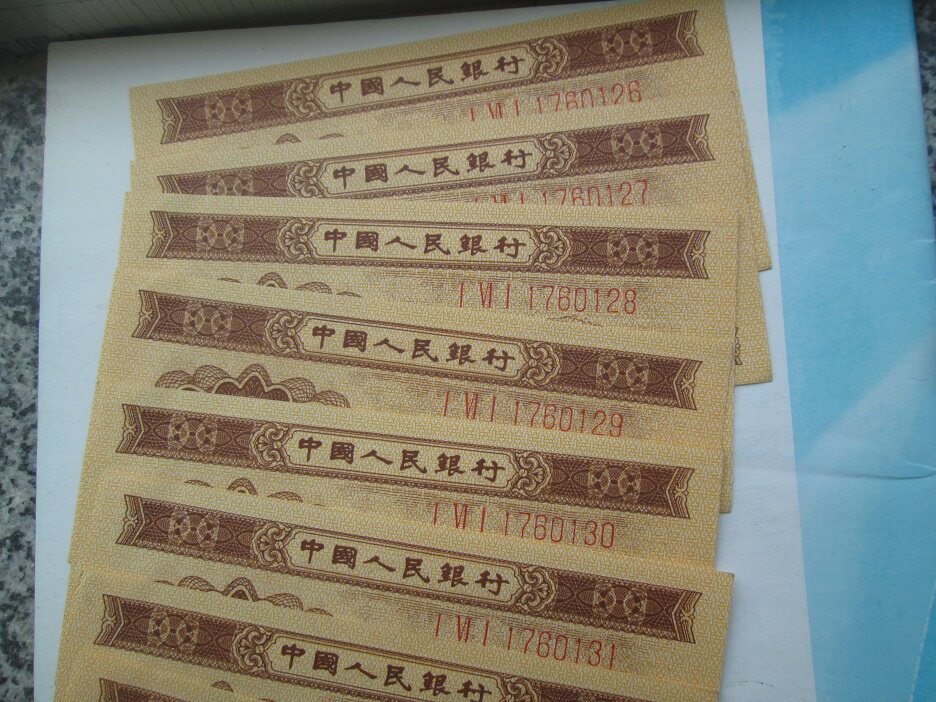 中國人民銀行
I VI I 1760126
中國人民銀行
I VI I 1760127
中國人民銀行
I VI I 1760128
中國人民銀行
I VI I 1760129
中國人民銀行
I VI I 1760130
中國人民銀行
I VI I 1760131
中國人民銀行